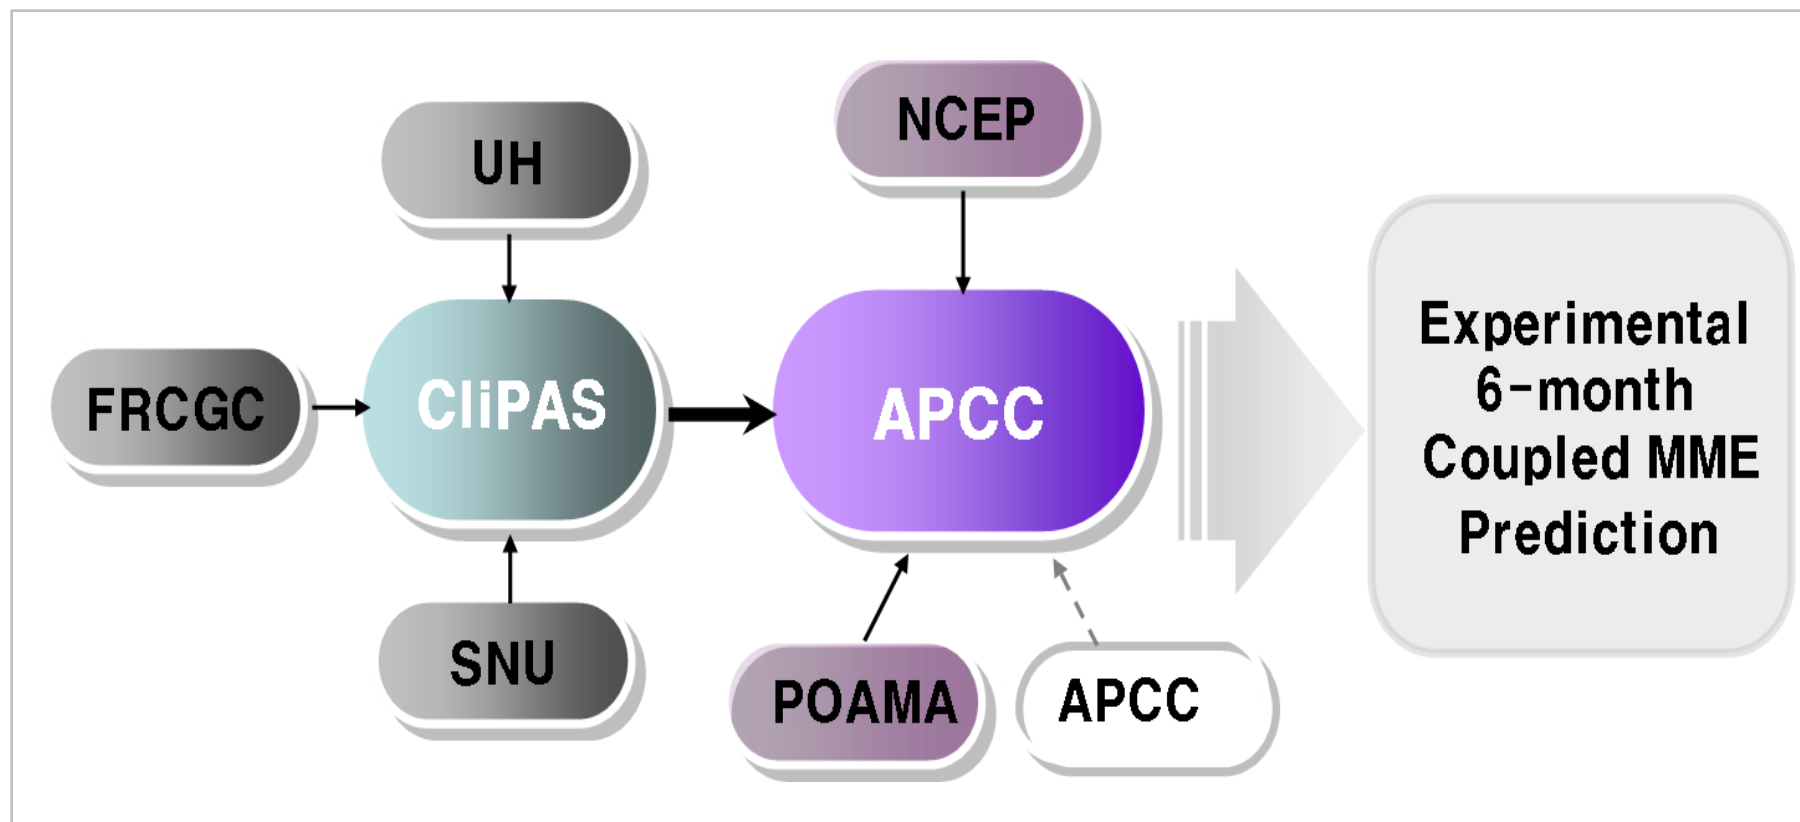 NCEP
UH
FRCGC
CliPAS
APCC
Experimental
6-month
Coupled MME
Prediction
SNU
POAMA
APCC